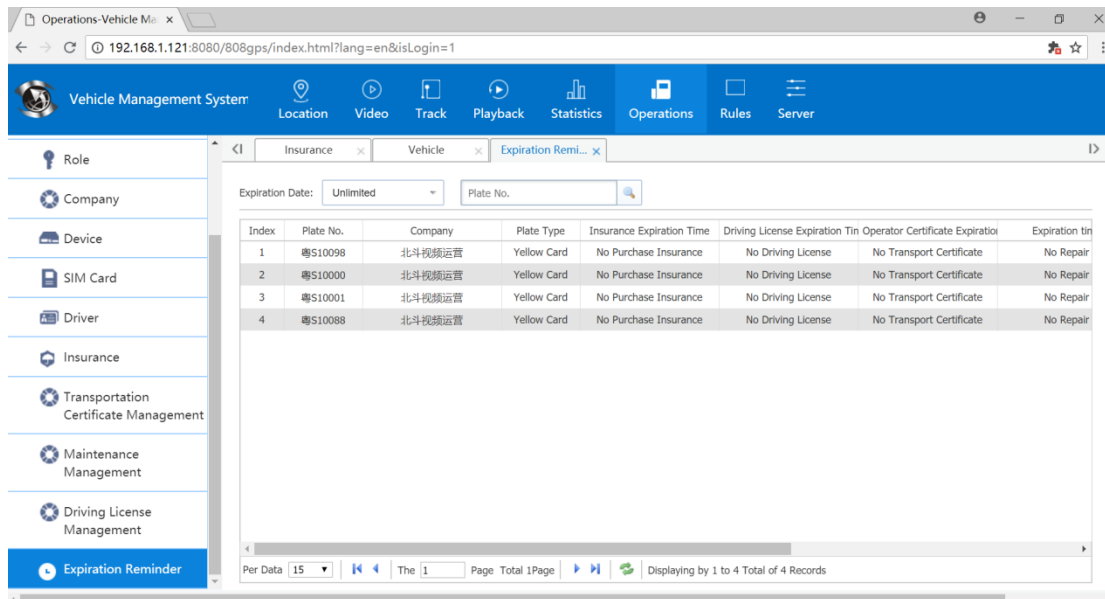 Operations-Vehicle Ma
192.168.1.121:8080/808gps/index.html?lang=en&isLogin=1
Vehicle Management System
Location
Video
Track
Playback
Statistics
Operations
Rules
Server
Role
Company
Device
SIM Card
Driver
Insurance
Transportation
Certificate Management
Maintenance
Management
Driving License
Management
Expiration Reminder
Insurance
Vehicle
Expiration Remi...
Expiration Date: Unlimited Plate No.
Index Plate No. Company Plate Type Insurance Expiration Time Driving License Expiration Tin Operator Certificate Expiration Expiration tin
1 粤S10098 北斗视频运营 Yellow Card No Purchase Insurance No Driving License No Transport Certificate No Repair
2 粤S10000 北斗视频运营 Yellow Card No Purchase Insurance No Driving License No Transport Certificate No Repair
3 粤S10001 北斗视频运营 Yellow Card No Purchase Insurance No Driving License No Transport Certificate No Repair
4 粤S10088 北斗视频运营 Yellow Card No Purchase Insurance No Driving License No Transport Certificate No Repair
Per Data 15 The 1 Page Total 1Page Displaying by 1 to 4 Total of 4 Records